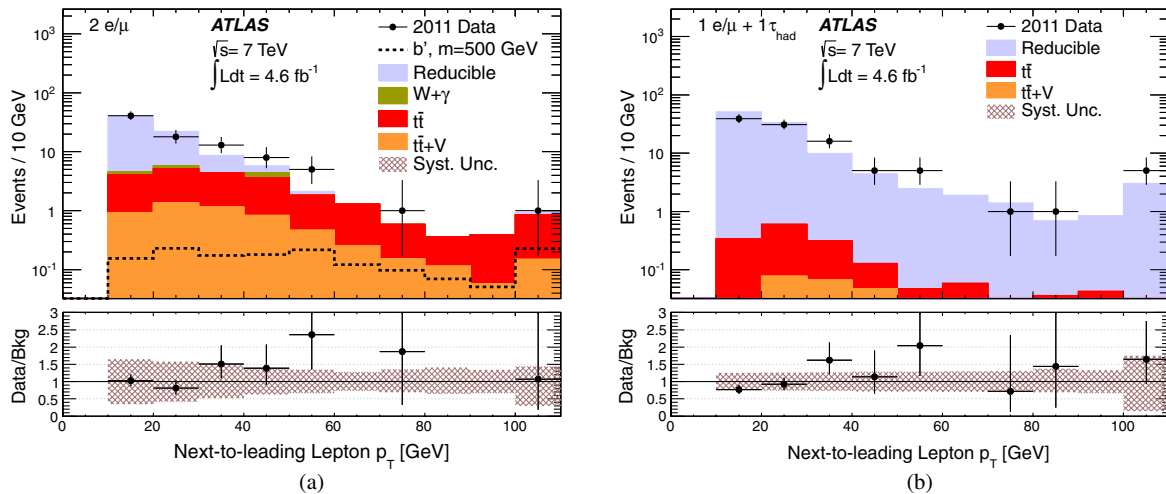 2 e/μ ATLAS
√s= 7 TeV
∫Ldt = 4.6 fb⁻¹
2011 Data
b', m=500 GeV
Reducible
W+γ
tt̄
tt̄+V
Syst. Unc.
Events / 10 GeV
10³
10²
10
1
10⁻¹
Data/Bkg
3
2.5
2
1.5
1
0.5
0
0 20 40 60 80 100
Next-to-leading Lepton p_T [GeV]
(a)
1 e/μ + 1τ_had ATLAS
√s= 7 TeV
∫Ldt = 4.6 fb⁻¹
2011 Data
Reducible
tt̄
tt̄+V
Syst. Unc.
Events / 10 GeV
10³
10²
10
1
10⁻¹
Data/Bkg
3
2.5
2
1.5
1
0.5
0
0 20 40 60 80 100
Next-to-leading Lepton p_T [GeV]
(b)